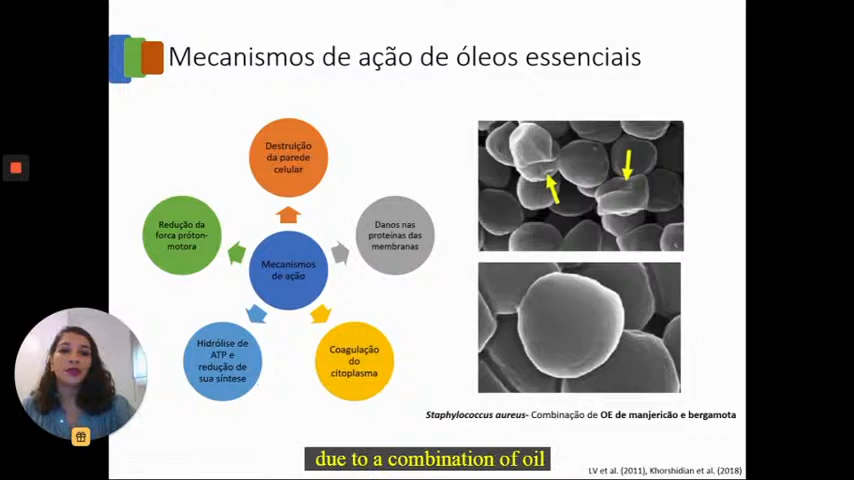 Mecanismos de ação de óleos essenciais
Destruição
da parede
celular
Redução da
forca próton-
motora
Danos nas
proteínas das
membranas
Mecanismos
de ação
Hidrólise de
ATP e
redução de
sua síntese
Coagulação
do
citoplasma
Staphylococcus aureus- Combinação de OE de manjericão e bergamota
due to a combination of oil
LV et al. (2011), Khorshidian et al. (2018)